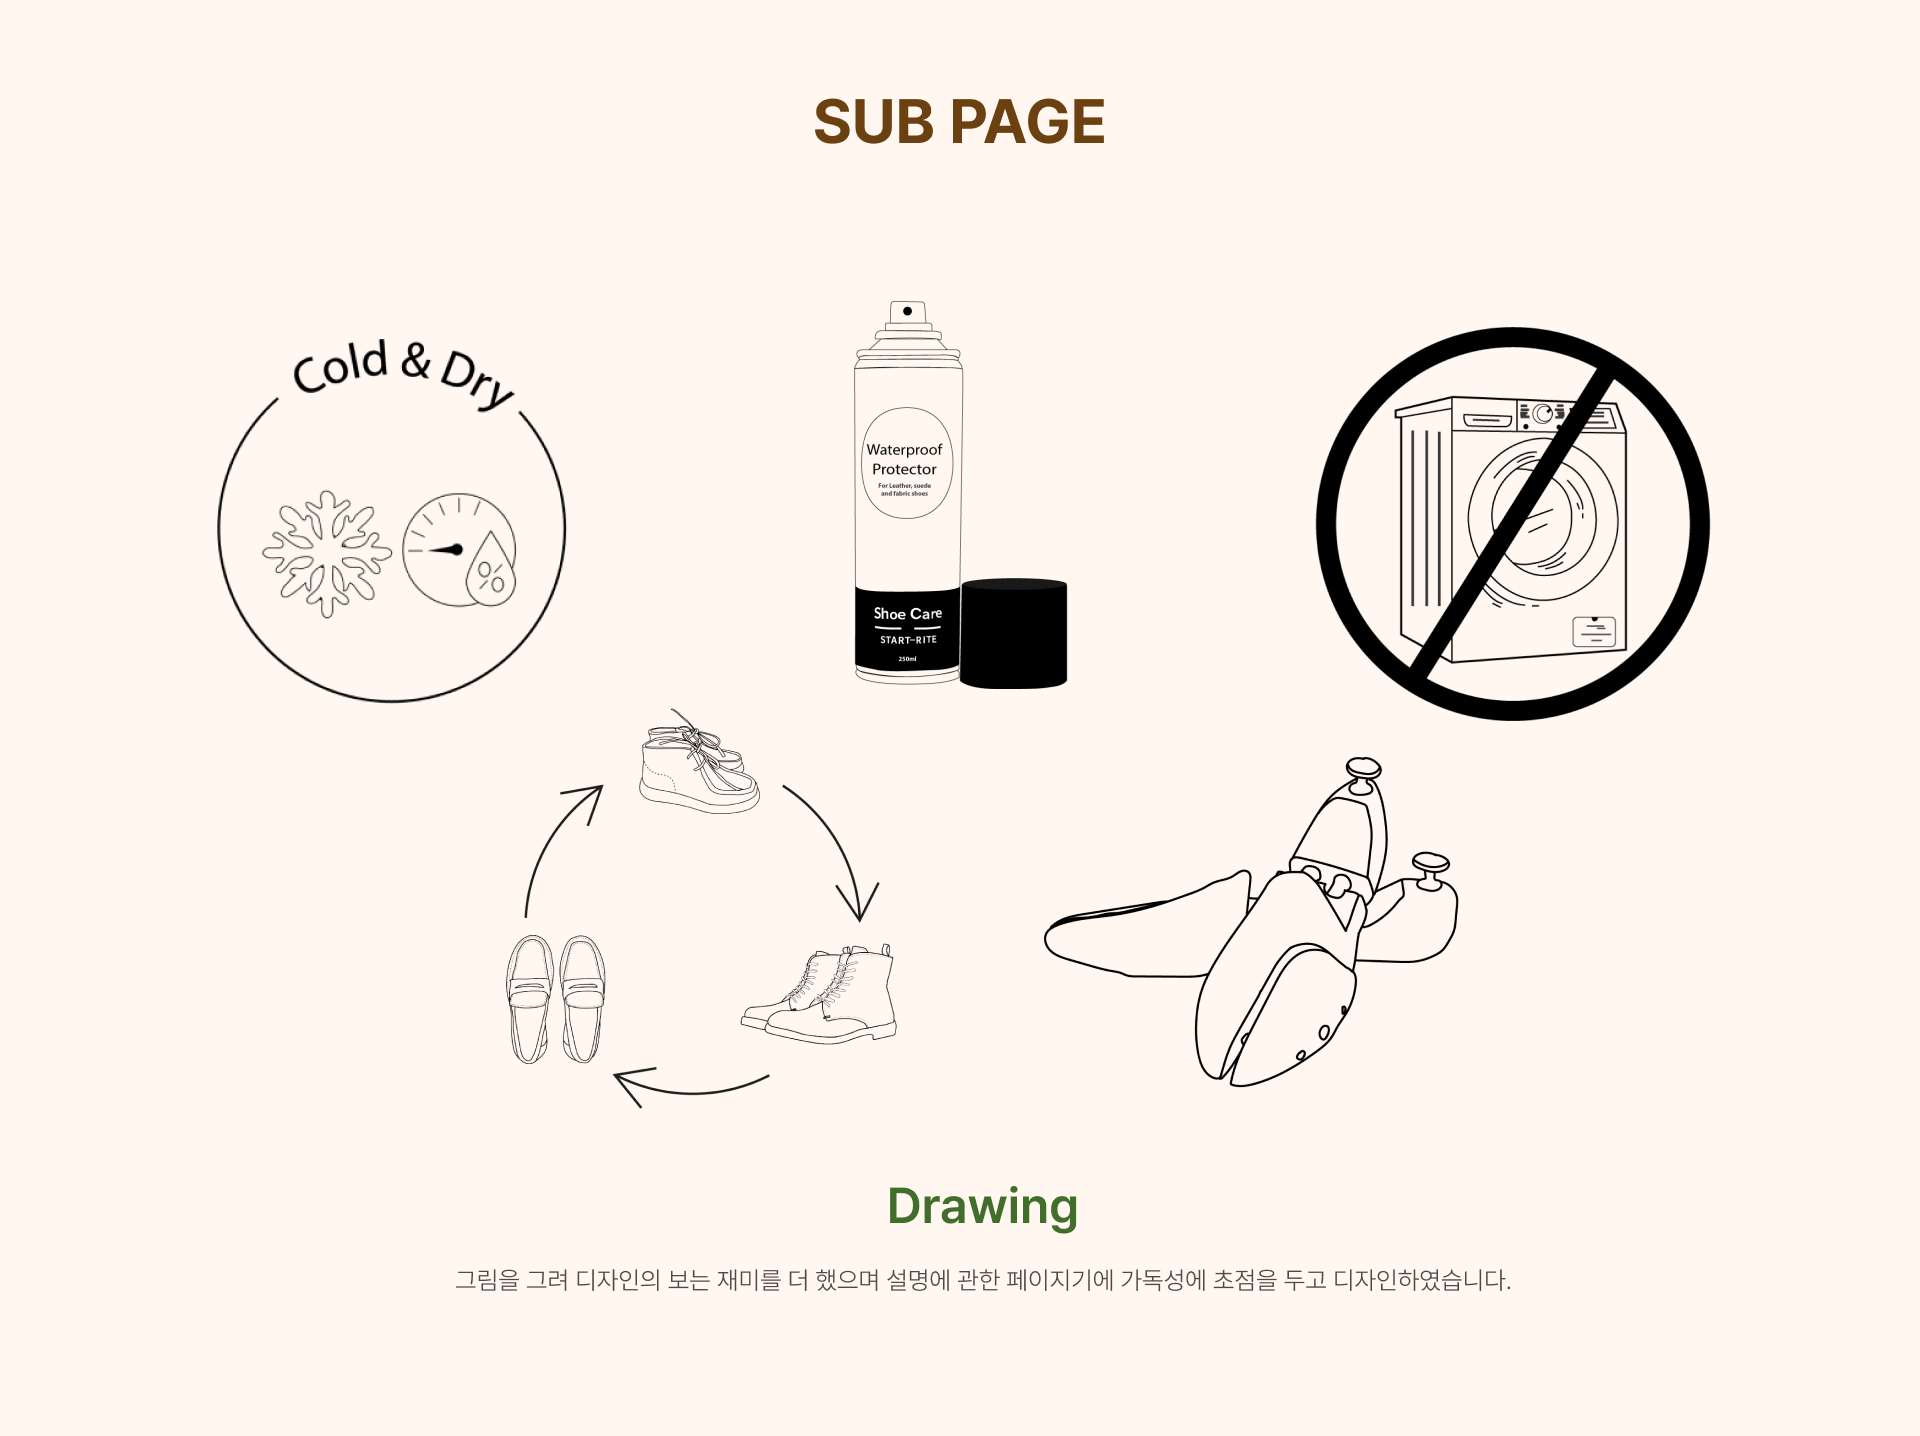 SUB PAGE
Cold & Dry
Waterproof
Protector
For Leather, suede
and fabric shoes
Shoe Care
START-RITE
250ml
%
Drawing
그림을 그려 디자인의 보는 재미를 더 했으며 설명에 관한 페이지기에 가독성에 초점을 두고 디자인하였습니다.